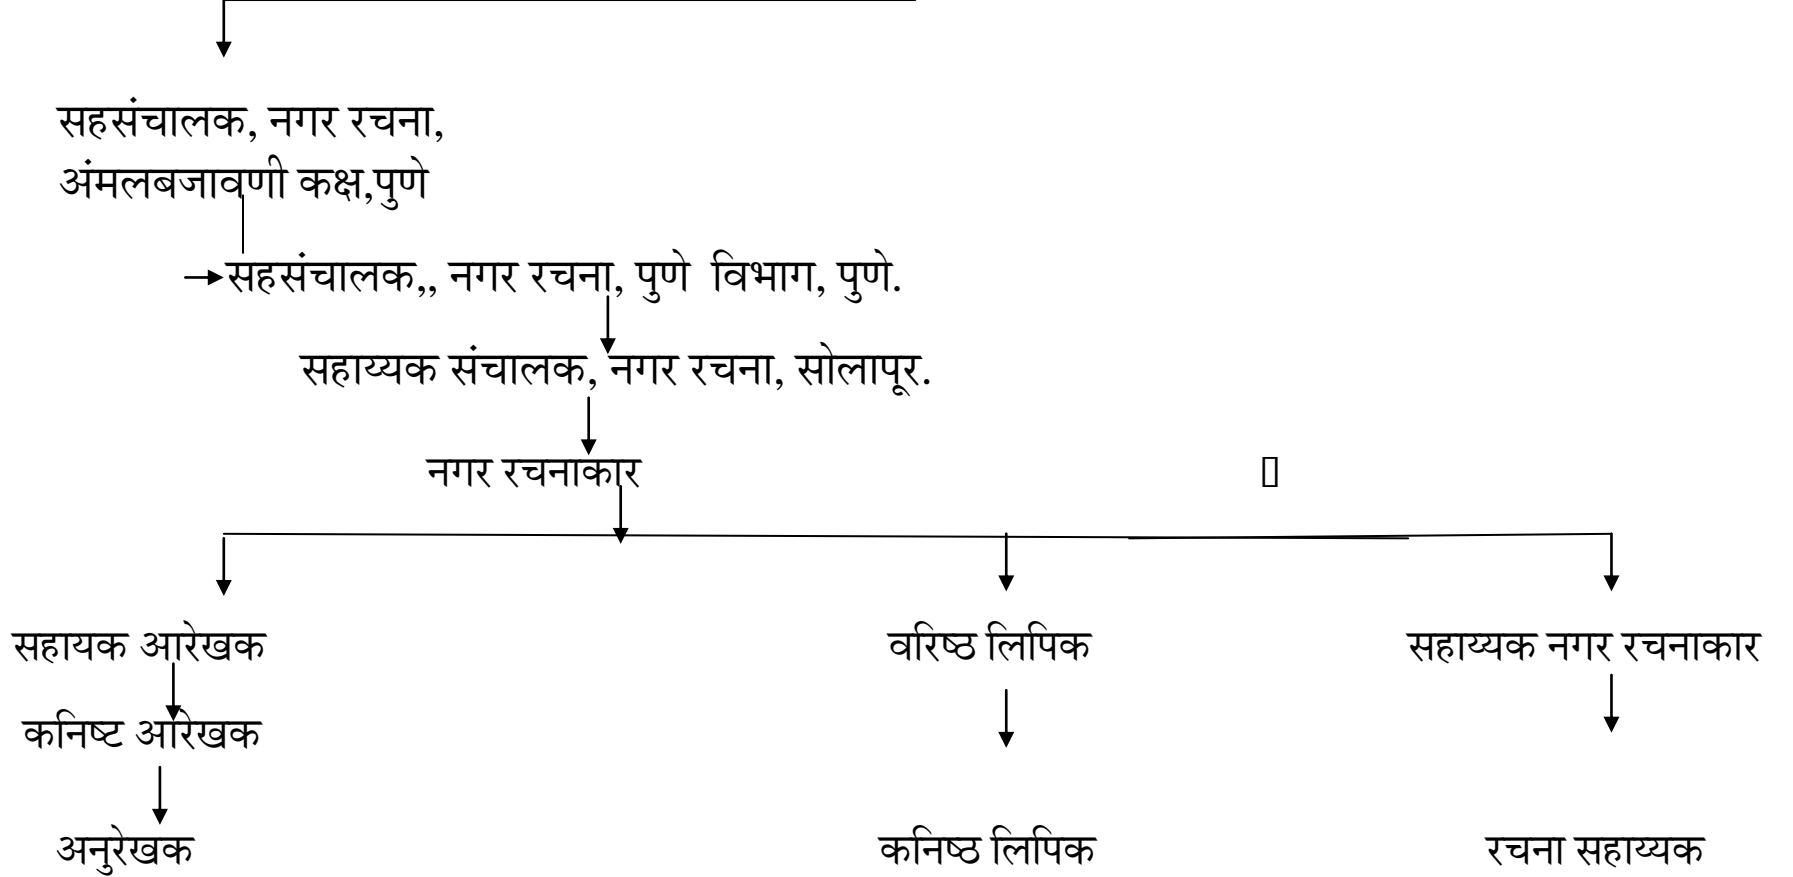 सहसंचालक, नगर रचना,
अंमलबजावणी कक्ष,पुणे
सहसंचालक,, नगर रचना, पुणे विभाग, पुणे.
सहाय्यक संचालक, नगर रचना, सोलापूर.
नगर रचनाकार
सहायक आरेखक वरिष्ठ लिपिक सहाय्यक नगर रचनाकार
कनिष्ट आरेखक
अनुरेखक कनिष्ठ लिपिक रचना सहाय्यक